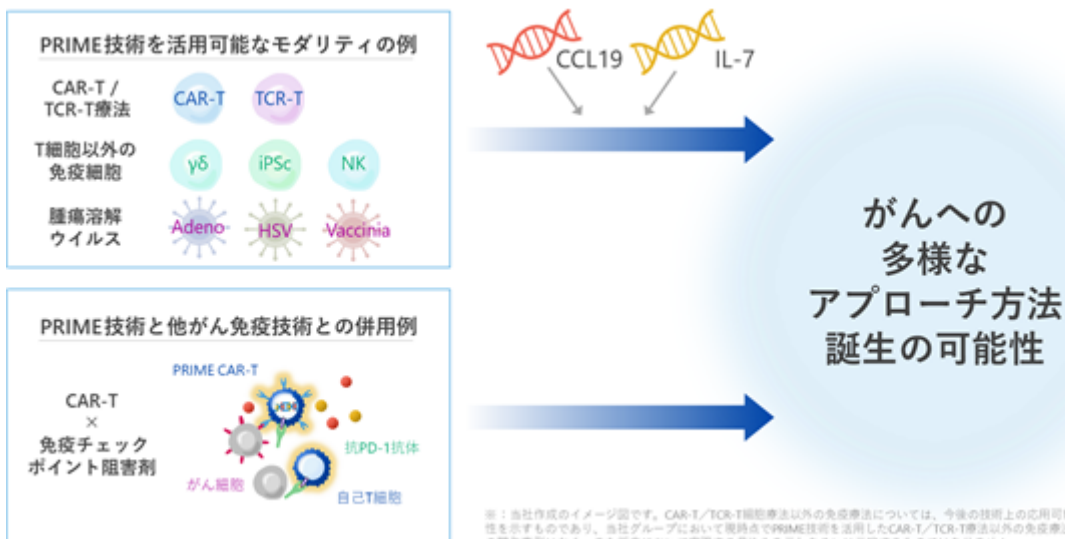 PRIME技術を活用可能なモダリティの例
CAR-T /
TCR-T療法
CAR-T
TCR-T
T細胞以外の
免疫細胞
γδ
iPSc
NK
腫瘍溶解
ウイルス
Adeno
HSV
Vaccinia
CCL19
IL-7
PRIME技術と他がん免疫技術との併用例
CAR-T
×
免疫チェック
ポイント阻害剤
PRIME CAR-T
抗PD-1抗体
がん細胞
自己T細胞
がんへの
多様な
アプローチ方法
誕生の可能性
※：当社作成のイメージ図です。CAR-T／TCR-T細胞療法以外の免疫療法については、今後の技術上の応用可能
性を示すものであり、当社グループにおいて現時点でPRIME技術を活用したCAR-T／TCR-T療法以外の免疫療法